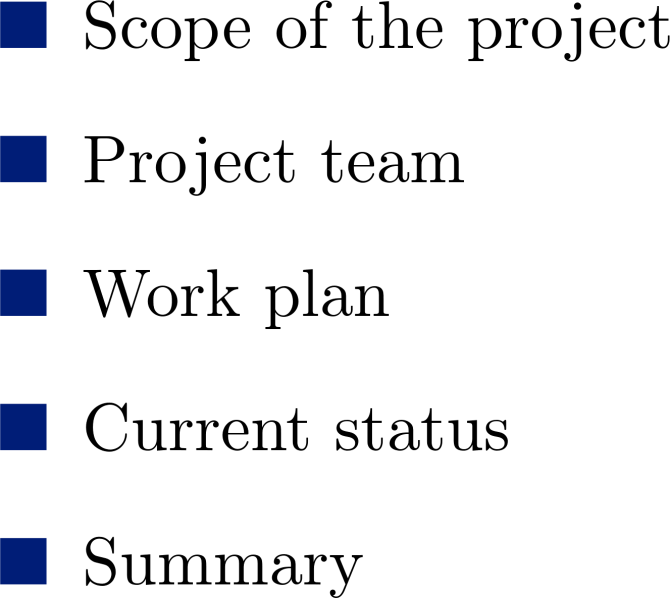 Scope of the project
Project team
Work plan
Current status
Summary